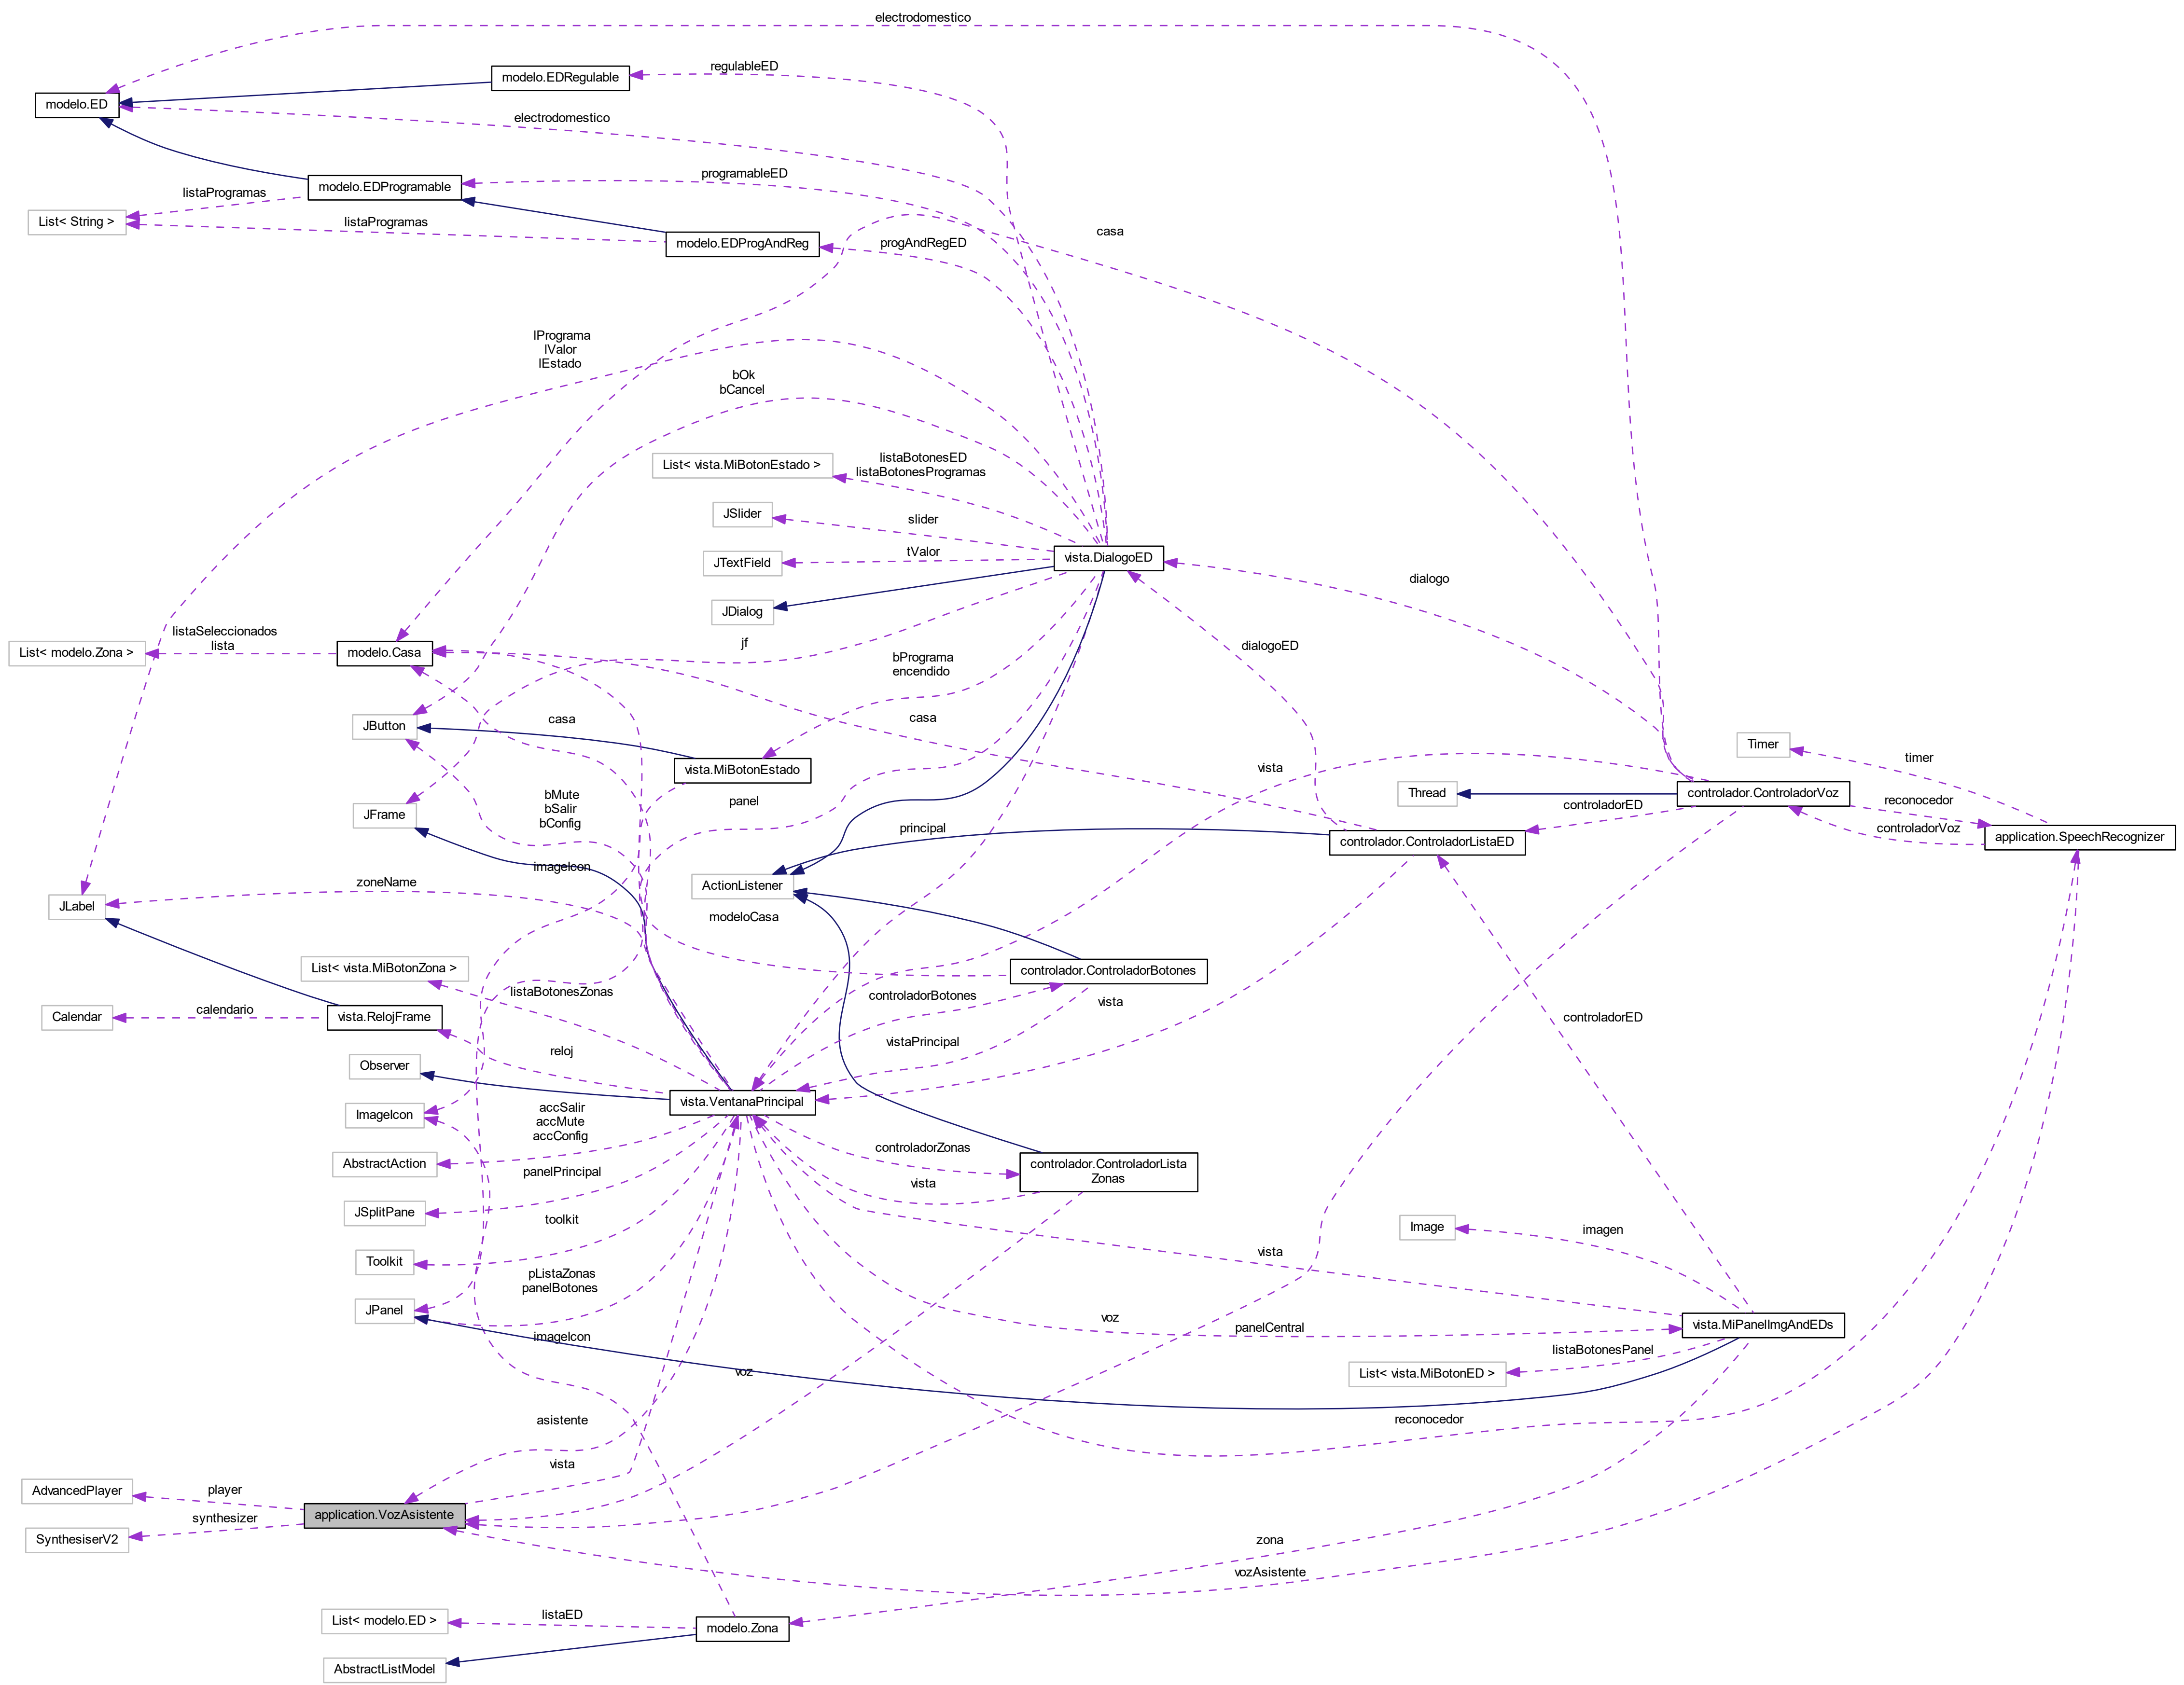 electrodomestico
regulableED
modelo.EDRegulable
modelo.ED
electrodomestico
programableED
modelo.EDProgramable
listaProgramas
List< String >
listaProgramas
modelo.EDProgAndReg
progAndRegED
casa
lPrograma
lValor
lEstado
bOk
bCancel
List< vista.MiBotonEstado >
listaBotonesED
listaBotonesProgramas
JSlider
slider
JTextField
tValor
vista.DialogoED
dialogo
JDialog
List< modelo.Zona >
listaSeleccionados
lista
modelo.Casa
jf
bPrograma
encendido
dialogoED
JButton
casa
casa
vista.MiBotonEstado
vista
Timer
timer
Thread
controlador.ControladorVoz
reconocedor
controladorED
controladorVoz
application.SpeechRecognizer
JFrame
bMute
bSalir
bConfig
panel
principal
controlador.ControladorListaED
imageIcon
zoneName
JLabel
ActionListener
modeloCasa
List< vista.MiBotonZona >
listaBotonesZonas
controlador.ControladorBotones
controladorBotones
vista
Calendar
calendario
vista.RelojFrame
controladorED
reloj
vistaPrincipal
Observer
vista.VentanaPrincipal
ImageIcon
accSalir
accMute
accConfig
AbstractAction
panelPrincipal
controladorZonas
controlador.ControladorLista
Zonas
vista
JSplitPane
toolkit
Toolkit
Image
imagen
vista
pListaZonas
panelBotones
JPanel
imageIcon
voz
panelCentral
vista.MiPanelImgAndEDs
listaBotonesPanel
List< vista.MiBotonED >
voz
asistente
reconocedor
vista
AdvancedPlayer
player
application.VozAsistente
synthesizer
SynthesiserV2
zona
vozAsistente
List< modelo.ED >
listaED
modelo.Zona
AbstractListModel